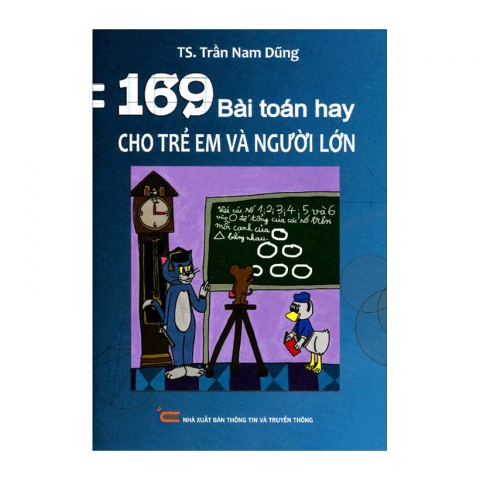 TS. Trần Nam Dũng
169 Bài toán hay
CHO TRẺ EM VÀ NGƯỜI LỚN
Viết các số 1; 2; 3; 4; 5 và 6
vào O để tổng của các số trên
mỗi cạnh của
△ bằng nhau.
NHÀ XUẤT BẢN THÔNG TIN VÀ TRUYỀN THÔNG